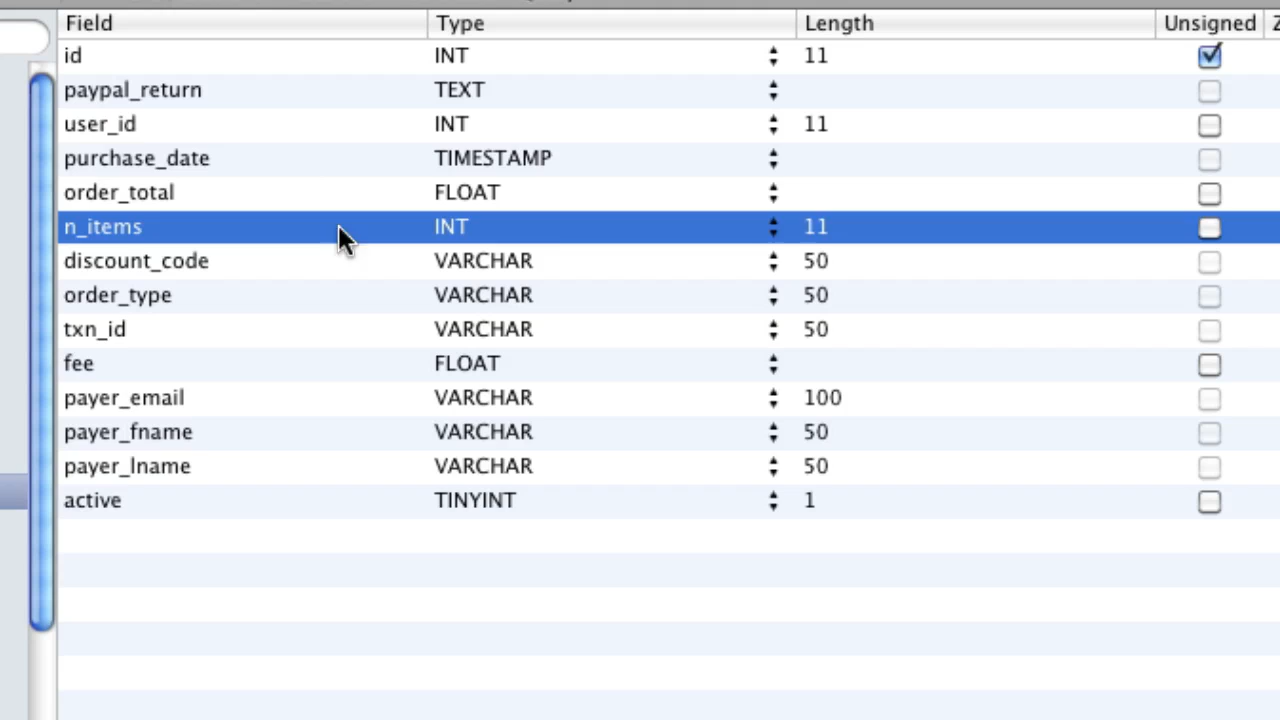 Field Type Length Unsigned
id INT 11
paypal_return TEXT
user_id INT 11
purchase_date TIMESTAMP
order_total FLOAT
n_items INT 11
discount_code VARCHAR 50
order_type VARCHAR 50
txn_id VARCHAR 50
fee FLOAT
payer_email VARCHAR 100
payer_fname VARCHAR 50
payer_lname VARCHAR 50
active TINYINT 1